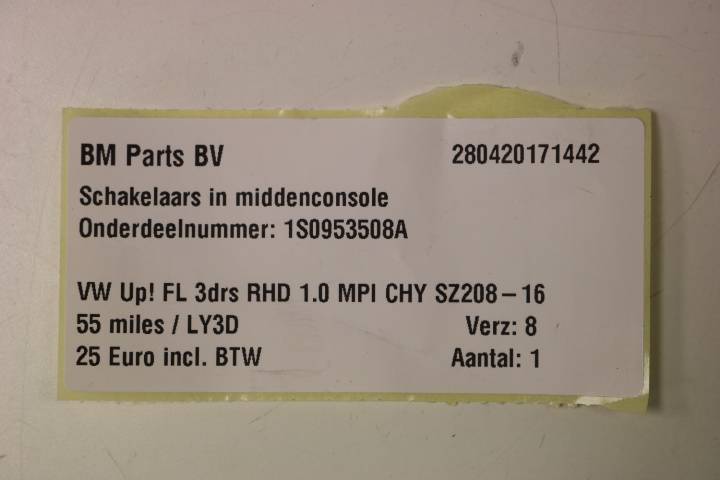 BM Parts BV 280420171442
Schakelaars in middenconsole
Onderdeelnummer: 1S0953508A
VW Up! FL 3drs RHD 1.0 MPI CHY SZ208-16
55 miles / LY3D Verz: 8
25 Euro incl. BTW Aantal: 1